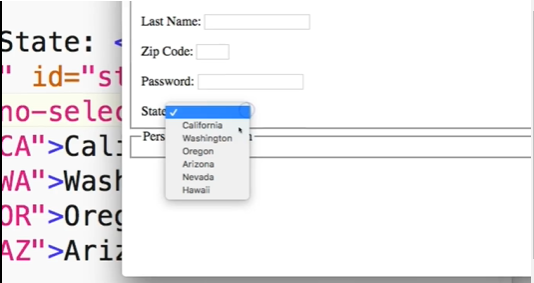 State: <
" id="st
no-selec
CA">Cali
WA">Wash
OR">Oreg
AZ">Ariz
Last Name:
Zip Code:
Password:
State
✓
California
Washington
Oregon
Arizona
Nevada
Hawaii
Pers